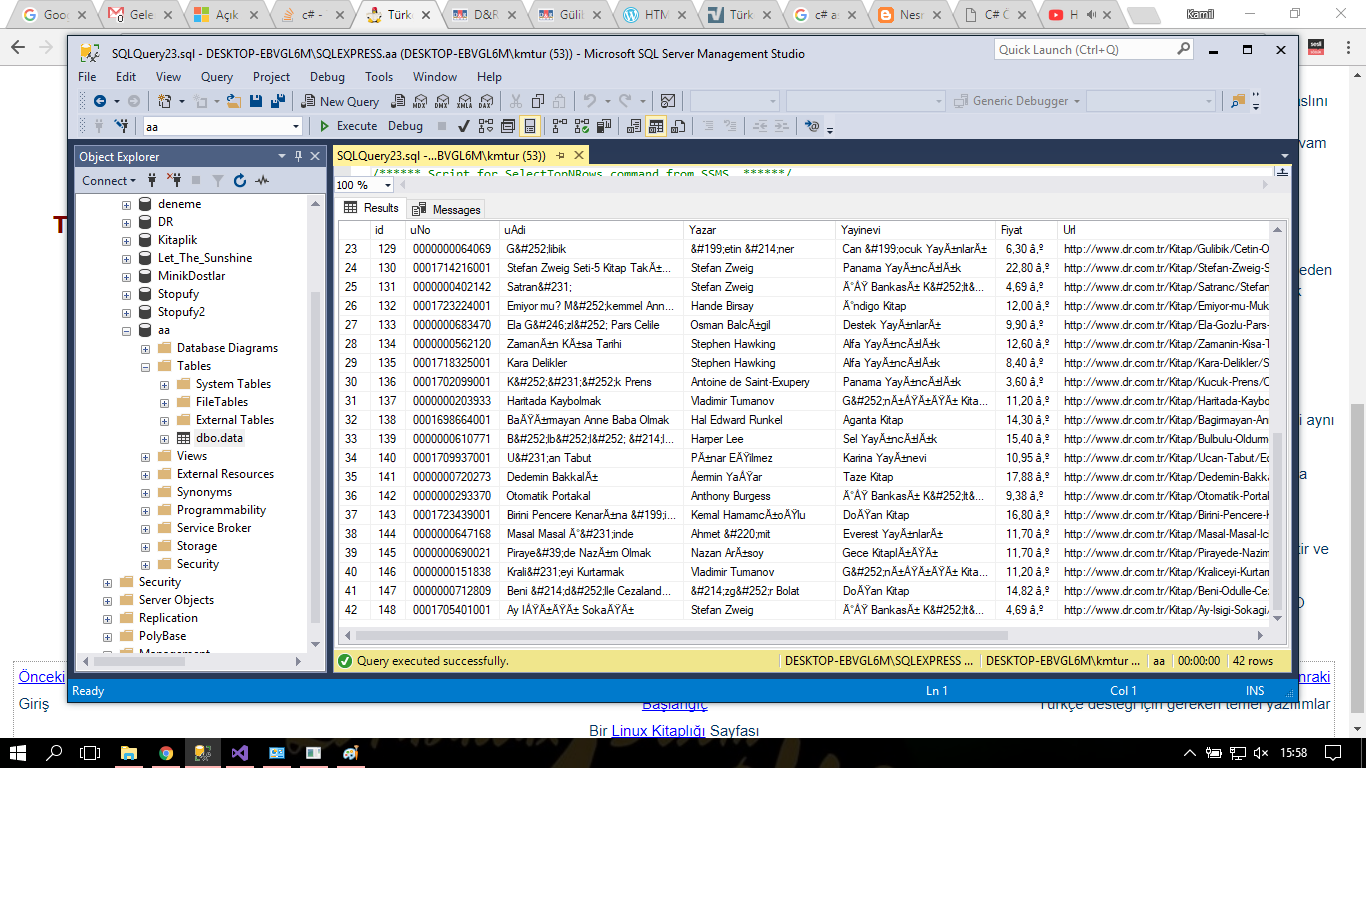 Goo
Gele
Açık
c# -
Türk
D&R
Gülil
HTM
Türk
c# as
Nesr
C# C
H
Kamil
SQLQuery23.sql - DESKTOP-EBVGL6M\SQLEXPRESS.aa (DESKTOP-EBVGL6M\kmtur (53)) - Microsoft SQL Server Management Studio
Quick Launch (Ctrl+Q)
File Edit View Query Project Debug Tools Window Help
New Query
MDX DMX XMLA DAX
Generic Debugger
aa
Execute Debug
Object Explorer
Connect
deneme
DR
Kitaplik
Let_The_Sunshine
MinikDostlar
Stopufy
Stopufy2
aa
Database Diagrams
Tables
System Tables
FileTables
External Tables
dbo.data
Views
External Resources
Synonyms
Programmability
Service Broker
Storage
Security
Security
Server Objects
Replication
PolyBase
Management
SQLQuery23.sql -...BVGL6M\kmtur (53))
/****** Script for SelectTopNRows command from SSMS ******/
100 %
Results Messages
id uNo uAdi Yazar Yayinevi Fiyat Url
23 129 0000000064069 G&#252;libik &#199;etin &#214;ner Can &#199;ocuk YayÄ±nlarÄ± 6,30 â‚º http://www.dr.com.tr/Kitap/Gulibik/Cetin-O
24 130 0001714216001 Stefan Zweig Seti-5 Kitap TakÄ±... Stefan Zweig Panama YayÄ±ncÄ±lÄ±k 22,80 â‚º http://www.dr.com.tr/Kitap/Stefan-Zweig-S
25 131 0000000402142 Satran&#231; Stefan Zweig Ä°ÅŸ BankasÄ± K&#252;lt&... 4,69 â‚º http://www.dr.com.tr/Kitap/Satranc/Stefan
26 132 0001723224001 Emiyor mu? M&#252;kemmel Ann... Hande Birsay Ä°ndigo Kitap 12,00 â‚º http://www.dr.com.tr/Kitap/Emiyor-mu-Muk
27 133 0000000683470 Ela G&#246;zl&#252; Pars Celile Osman BalcÄ±gil Destek YayÄ±nlarÄ± 9,90 â‚º http://www.dr.com.tr/Kitap/Ela-Gozlu-Pars-
28 134 0000000562120 ZamanÄ±n KÄ±sa Tarihi Stephen Hawking Alfa YayÄ±ncÄ±lÄ±k 12,60 â‚º http://www.dr.com.tr/Kitap/Zamanin-Kisa-T
29 135 0001718325001 Kara Delikler Stephen Hawking Alfa YayÄ±ncÄ±lÄ±k 8,40 â‚º http://www.dr.com.tr/Kitap/Kara-Delikler/S
30 136 0001702099001 K&#252;&#231;&#252;k Prens Antoine de Saint-Exupery Panama YayÄ±ncÄ±lÄ±k 3,60 â‚º http://www.dr.com.tr/Kitap/Kucuk-Prens/C
31 137 0000000203933 Haritada Kaybolmak Vladimir Tumanov G&#252;nÄ±ÅŸÄ±ÄŸÄ± Kita... 11,20 â‚º http://www.dr.com.tr/Kitap/Haritada-Kaybo
32 138 0001698664001 BaÄŸÄ±rmayan Anne Baba Olmak Hal Edward Runkel Aganta Kitap 14,30 â‚º http://www.dr.com.tr/Kitap/Bagirmayan-An
33 139 0000000610771 B&#252;lb&#252;l&#252; &#214;l... Harper Lee Sel YayÄ±ncÄ±lÄ±k 15,40 â‚º http://www.dr.com.tr/Kitap/Bulbulu-Oldurm
34 140 0001709937001 U&#231;an Tabut PÄ±nar EÄŸilmez Karina YayÄ±nevi 10,95 â‚º http://www.dr.com.tr/Kitap/Ucan-Tabut/Ec
35 141 0000000720273 Dedemin BakkalÄ± Åermin YaÅŸar Taze Kitap 17,88 â‚º http://www.dr.com.tr/Kitap/Dedemin-Bakka
36 142 0000000293370 Otomatik Portakal Anthony Burgess Ä°ÅŸ BankasÄ± K&#252;lt&... 9,38 â‚º http://www.dr.com.tr/Kitap/Otomatik-Portal
37 143 0001723439001 Birini Pencere KenarÄ±na &#199;i... Kemal HamamcÄ±oÄŸlu DoÄŸan Kitap 16,80 â‚º http://www.dr.com.tr/Kitap/Birini-Pencere-K
38 144 0000000647168 Masal Masal Ä°&#231;inde Ahmet &#220;mit Everest YayÄ±nlarÄ± 11,70 â‚º http://www.dr.com.tr/Kitap/Masal-Masal-Ic
39 145 0000000690021 Piraye&#39;de NazÄ±m Olmak Nazan ArÄ±soy Gece KitaplÄ±ÄŸÄ± 11,70 â‚º http://www.dr.com.tr/Kitap/Pirayede-Nazim
40 146 0000000151838 Krali&#231;eyi Kurtarmak Vladimir Tumanov G&#252;nÄ±ÅŸÄ±ÄŸÄ± Kita... 11,20 â‚º http://www.dr.com.tr/Kitap/Kraliceyi-Kurtan
41 147 0000000712809 Beni &#214;d&#252;lle Cezaland... &#214;zg&#252;r Bolat DoÄŸan Kitap 14,82 â‚º http://www.dr.com.tr/Kitap/Beni-Odulle-Cez
42 148 0001705401001 Ay IÅŸÄ±ÄŸÄ± SokaÄŸÄ± Stefan Zweig Ä°ÅŸ BankasÄ± K&#252;lt&... 4,69 â‚º http://www.dr.com.tr/Kitap/Ay-Isigi-Sokagi/
Query executed successfully. DESKTOP-EBVGL6M\SQLEXPRESS ... DESKTOP-EBVGL6M\kmtur ... aa 00:00:00 42 rows
Ready Ln 1 Col 1 INS
aslını
vam
T
eden
k
i aynı
a
ir ve
Önceki
nraki
Giriş
Başlangıç
Türkçe desteği için gereken temel yazılımlar
Bir Linux Kitaplığı Sayfası
15:58